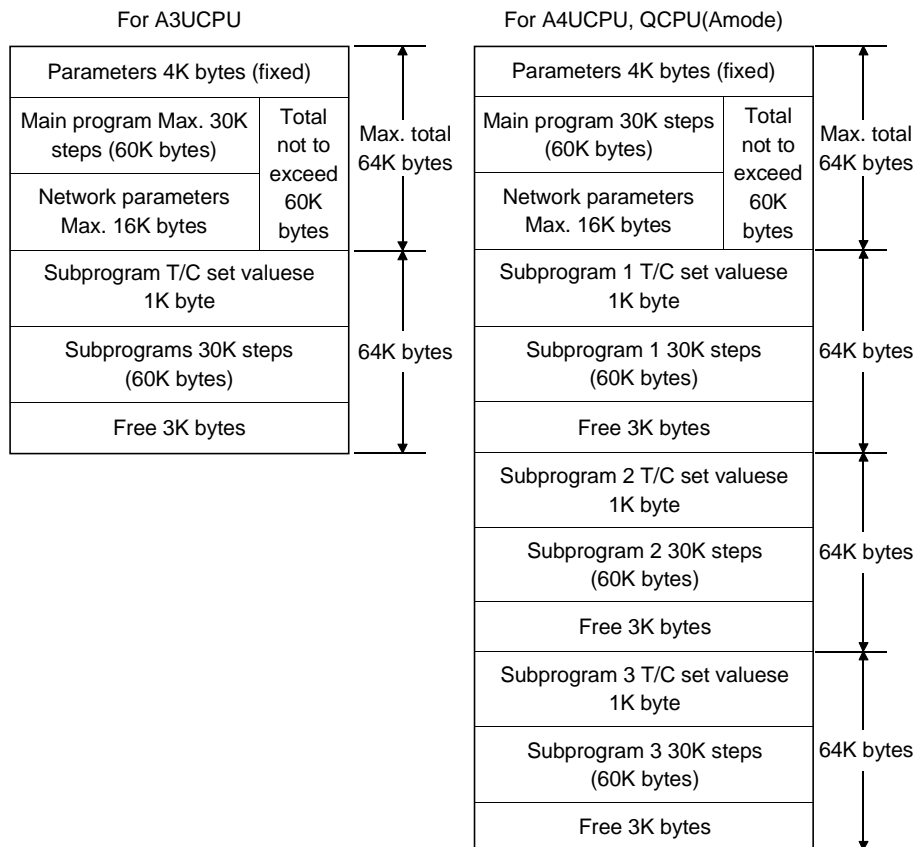 For A3UCPU
Parameters 4K bytes (fixed)
Main program Max. 30K
steps (60K bytes)
Network parameters
Max. 16K bytes
Total
not to
exceed
60K
bytes
Max. total
64K bytes
Subprogram T/C set valuese
1K byte
Subprograms 30K steps
(60K bytes)
Free 3K bytes
64K bytes
For A4UCPU, QCPU(Amode)
Parameters 4K bytes (fixed)
Main program 30K steps
(60K bytes)
Network parameters
Max. 16K bytes
Total
not to
exceed
60K
bytes
Max. total
64K bytes
Subprogram 1 T/C set valuese
1K byte
Subprogram 1 30K steps
(60K bytes)
Free 3K bytes
64K bytes
Subprogram 2 T/C set valuese
1K byte
Subprogram 2 30K steps
(60K bytes)
Free 3K bytes
64K bytes
Subprogram 3 T/C set valuese
1K byte
Subprogram 3 30K steps
(60K bytes)
Free 3K bytes
64K bytes